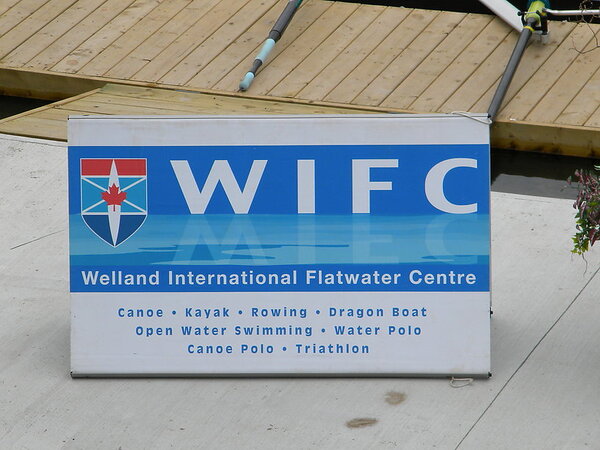 WIFC
Welland International Flatwater Centre
Canoe • Kayak • Rowing • Dragon Boat
Open Water Swimming • Water Polo
Canoe Polo • Triathlon